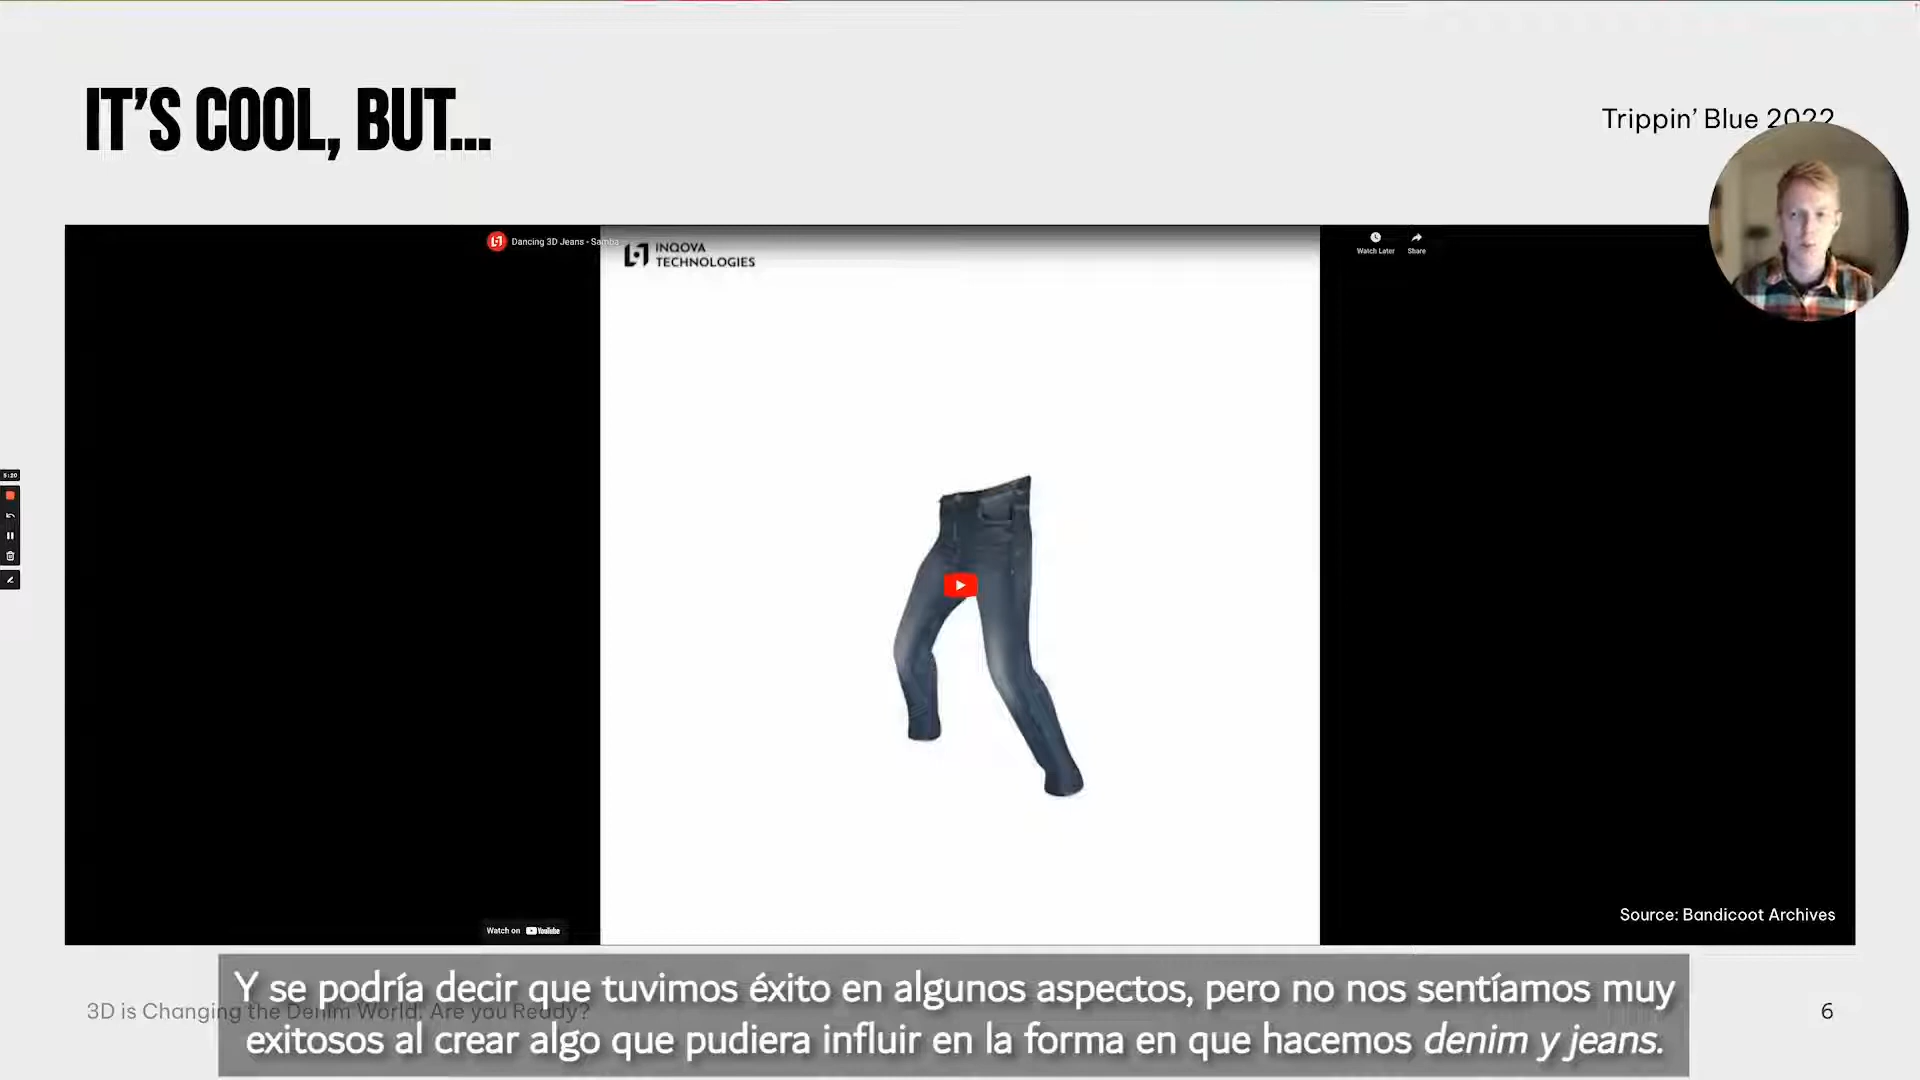 IT'S COOL, BUT...
Trippin' Blue 2022
Dancing 3D Jeans - Samba
INQOVA
TECHNOLOGIES
Watch Later
Share
5:20
Source: Bandicoot Archives
Watch on YouTube
Y se podría decir que tuvimos éxito en algunos aspectos, pero no nos sentíamos muy
exitosos al crear algo que pudiera influir en la forma en que hacemos denim y jeans.
3D is Changing the Denim World, Are you Ready?
6